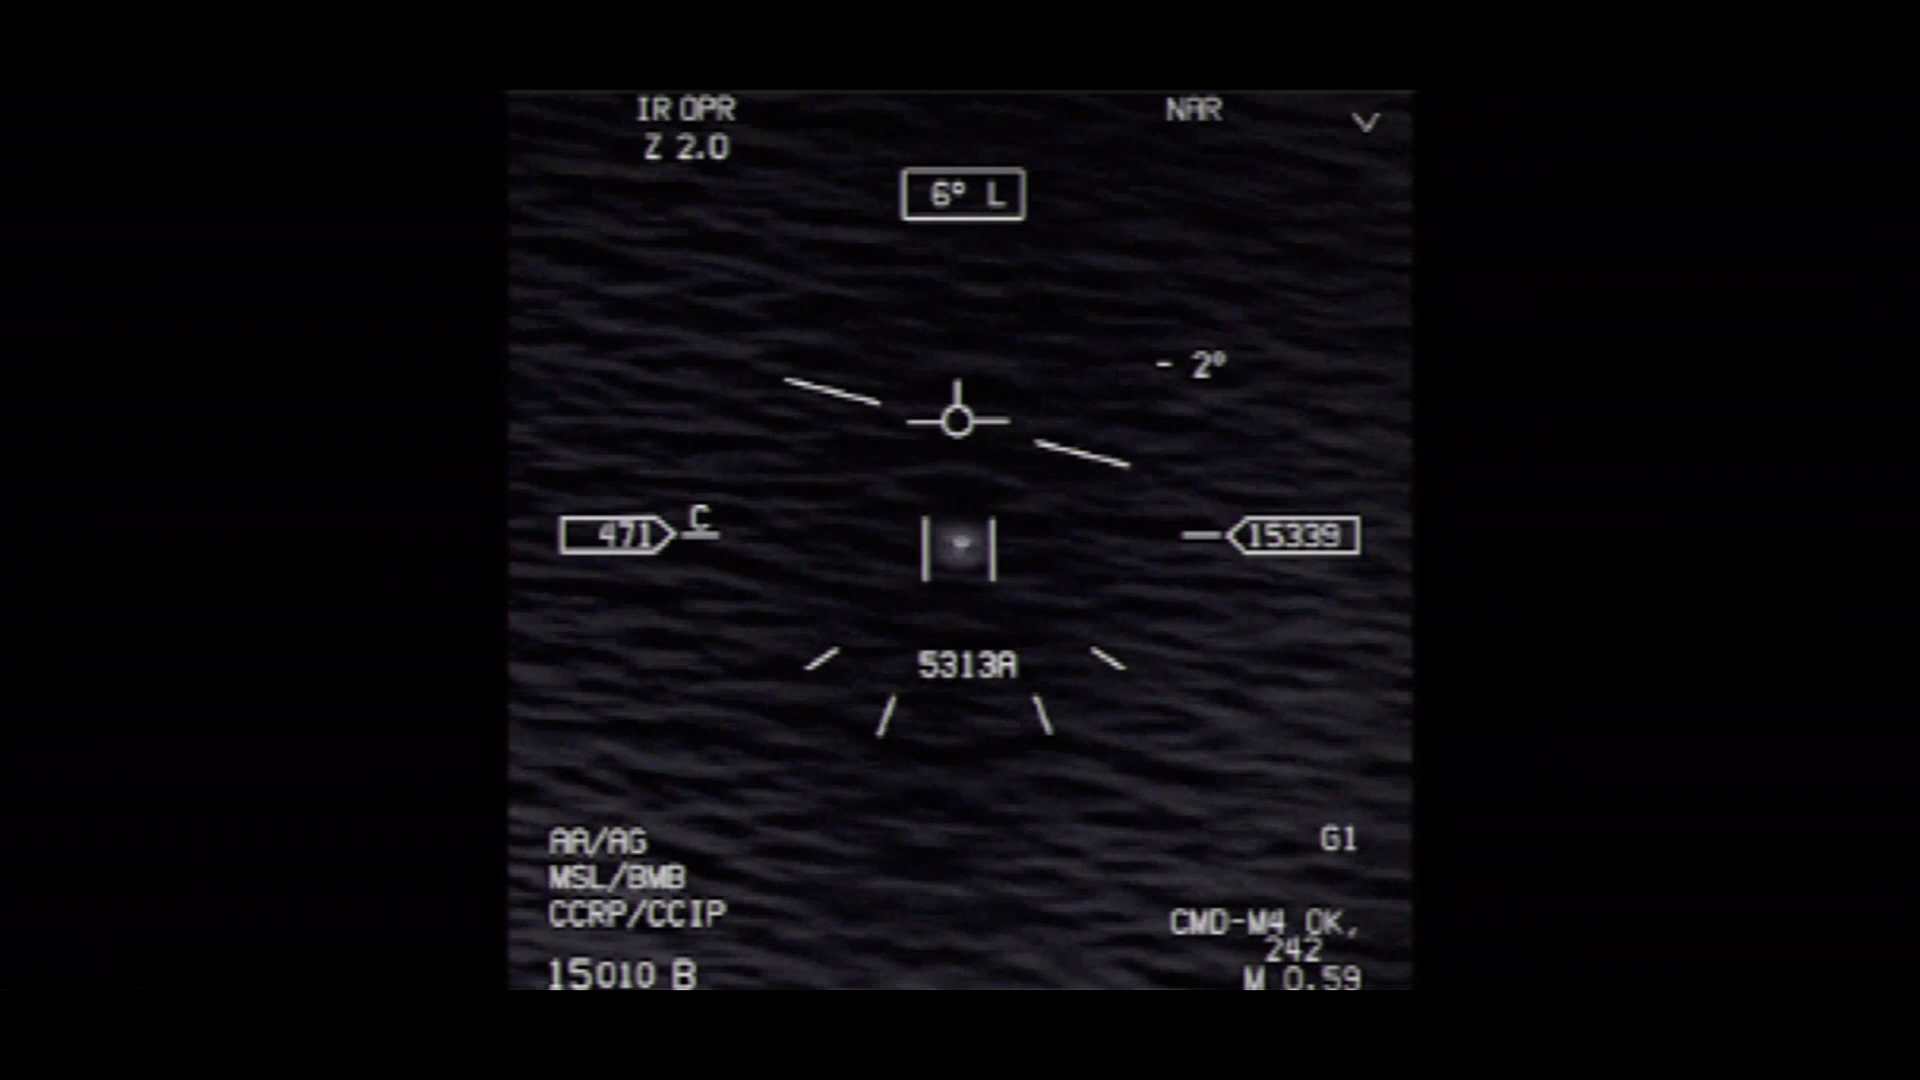 IR OPR
NAR
Z 2.0
6° L
- 2°
471
C
15339
5313A
AA/AG
G1
MSL/BMB
CCRP/CCIP
CMD-M4 OK,
242
15010 B
M 0.59